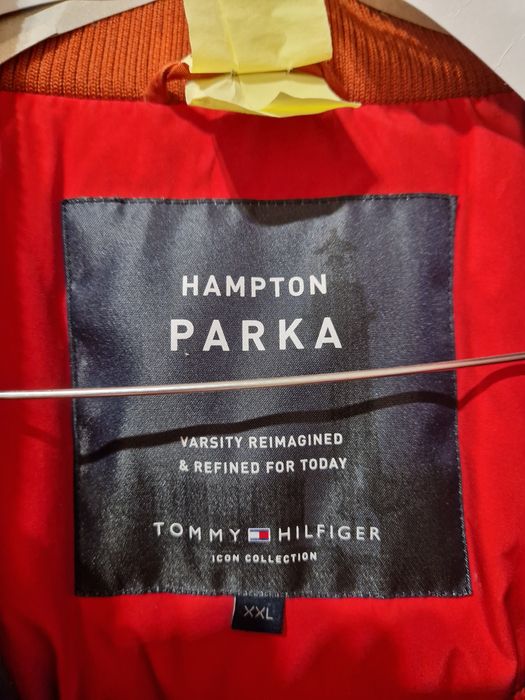 HAMPTON
PARKA
VARSITY REIMAGINED
& REFINED FOR TODAY
TOMMY HILFIGER
ICON COLLECTION
XXL